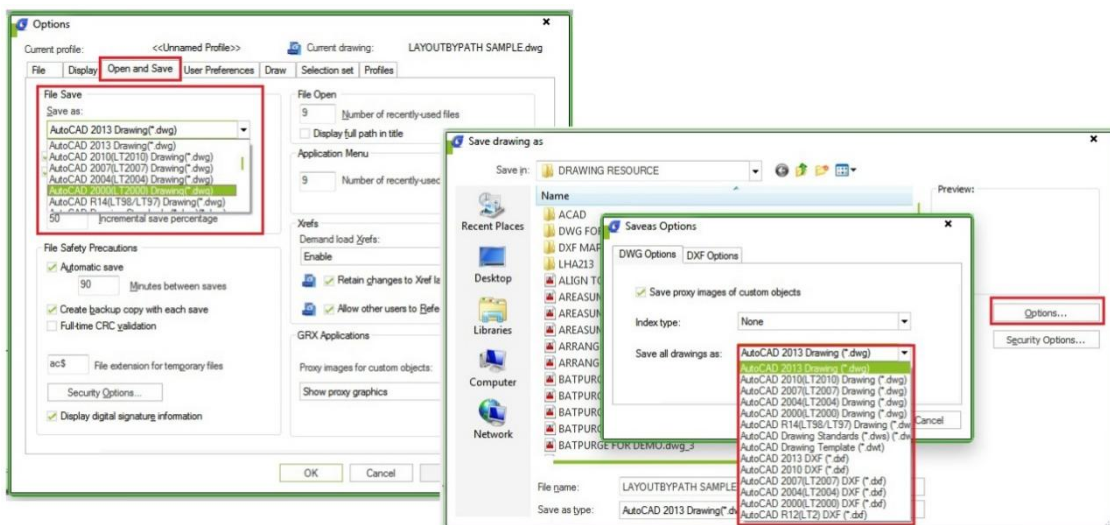 Options
Current profile: <<Unnamed Profile>> Current drawing: LAYOUTBYPATH SAMPLE.dwg
File Display Open and Save User Preferences Draw Selection set Profiles
File Save
Save as:
AutoCAD 2013 Drawing(*.dwg)
AutoCAD 2013 Drawing(*.dwg)
AutoCAD 2010(LT2010) Drawing(*.dwg)
AutoCAD 2007(LT2007) Drawing(*.dwg)
AutoCAD 2004(LT2004) Drawing(*.dwg)
AutoCAD 2000(LT2000) Drawing(*.dwg)
AutoCAD R14(LT98/LT97) Drawing(*.dwg)
50 Incremental save percentage
File Safety Precautions
Automatic save
90 Minutes between saves
Create backup copy with each save
Full-time CRC validation
ac$ File extension for temporary files
Security Options...
Display digital signature information
File Open
9 Number of recently-used files
Display full path in title
Application Menu
9 Number of recently-used
Xrefs
Demand load Xrefs:
Enable
Retain changes to Xref la
Allow other users to Refe
GRX Applications
Proxy images for custom objects:
Show proxy graphics
OK Cancel
Save drawing as
Save in: DRAWING RESOURCE
Name
Preview:
Recent Places
Desktop
Libraries
Computer
Network
ACAD
DWG FO
DXF MAP
LHA213
ALIGN TO
AREASUM
AREASUM
AREASUM
ARRANG
ARRANG
BATPURG
BATPURG
BATPURG
BATPURGE FOR DEMO.dwg_3
Options...
Security Options...
File name: LAYOUTBYPATH SAMPLE
Save as type: AutoCAD 2013 Drawing(*.dw
Saveas Options
DWG Options DXF Options
Save proxy images of custom objects
Index type: None
Save all drawings as: AutoCAD 2013 Drawing (*.dwg)
AutoCAD 2013 Drawing (*.dwg)
AutoCAD 2010(LT2010) Drawing (*.dwg)
AutoCAD 2007(LT2007) Drawing (*.dwg)
AutoCAD 2004(LT2004) Drawing (*.dwg)
AutoCAD 2000(LT2000) Drawing (*.dwg)
AutoCAD R14(LT98/LT97) Drawing (*.dw
AutoCAD Drawing Standards (*.dws) (*.dw
AutoCAD Drawing Template (*.dwt)
AutoCAD 2013 DXF (*.dxf)
AutoCAD 2010 DXF (*.dxf)
AutoCAD 2007(LT2007) DXF (*.dxf)
AutoCAD 2004(LT2004) DXF (*.dxf)
AutoCAD 2000(LT2000) DXF (*.dxf)
AutoCAD R12(LT2) DXF (*.dxf)
Cancel